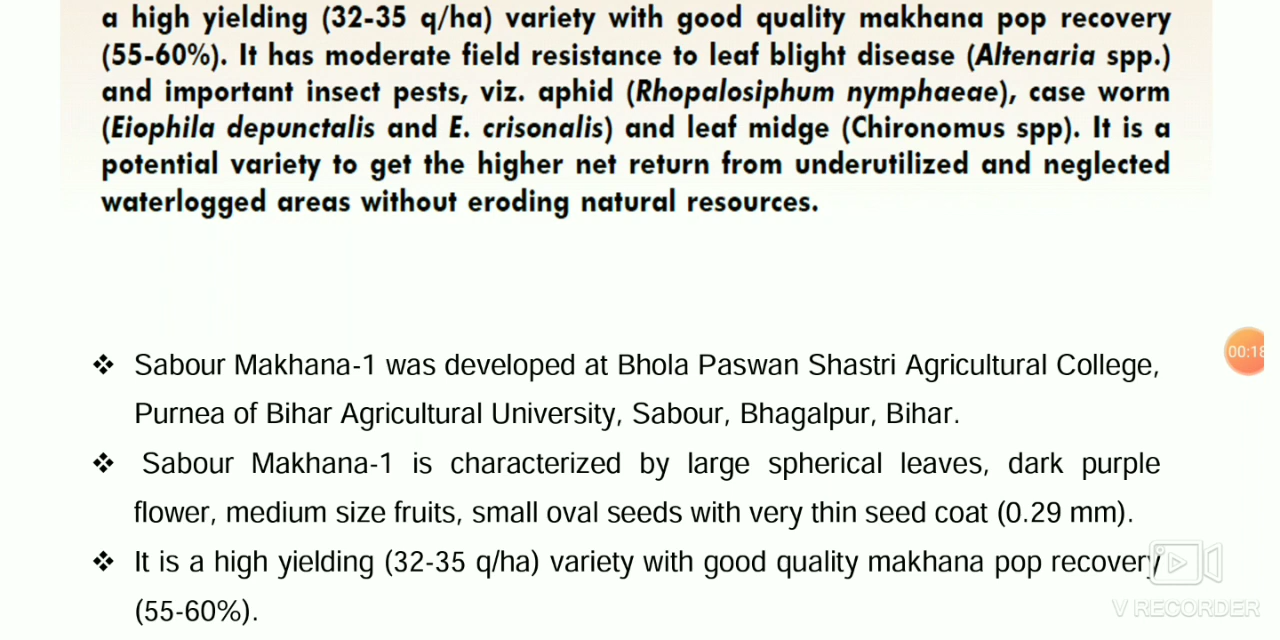 a high yielding (32-35 q/ha) variety with good quality makhana pop recovery
(55-60%). It has moderate field resistance to leaf blight disease (Altenaria spp.)
and important insect pests, viz. aphid (Rhopalosiphum nymphaeae), case worm
(Eiophila depunctalis and E. crisonalis) and leaf midge (Chironomus spp). It is a
potential variety to get the higher net return from underutilized and neglected
waterlogged areas without eroding natural resources.
❖ Sabour Makhana-1 was developed at Bhola Paswan Shastri Agricultural College,
Purnea of Bihar Agricultural University, Sabour, Bhagalpur, Bihar.
❖ Sabour Makhana-1 is characterized by large spherical leaves, dark purple
flower, medium size fruits, small oval seeds with very thin seed coat (0.29 mm).
❖ It is a high yielding (32-35 q/ha) variety with good quality makhana pop recovery
(55-60%).
00:18
V RECORDER